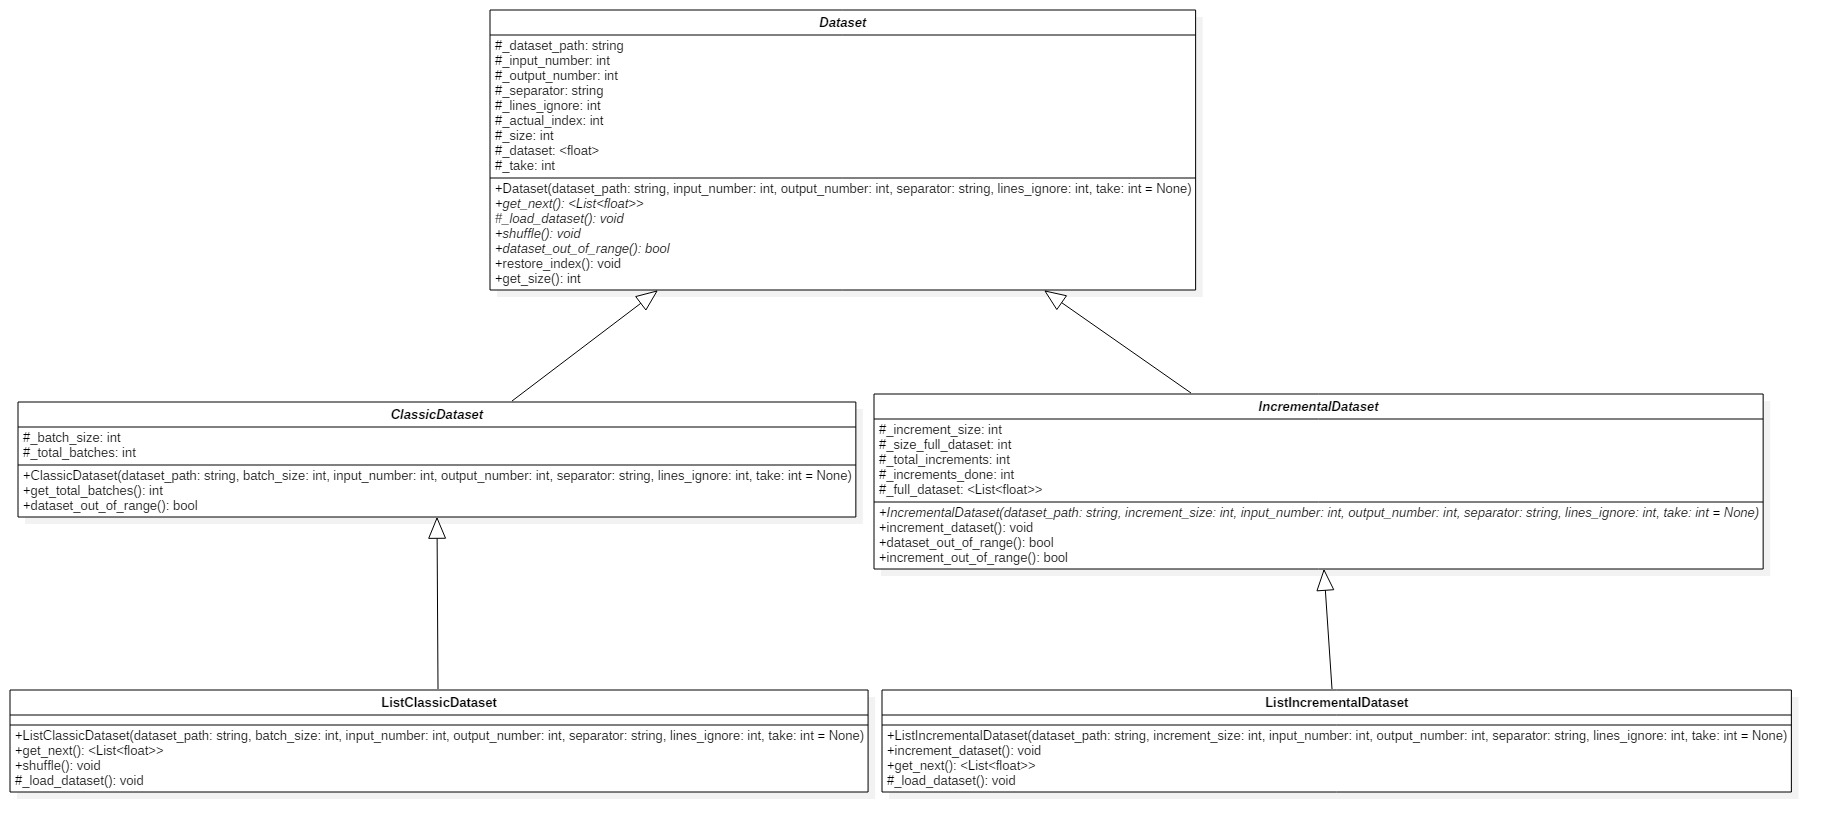 Dataset
#_dataset_path: string
#_input_number: int
#_output_number: int
#_separator: string
#_lines_ignore: int
#_actual_index: int
#_size: int
#_dataset: <float>
#_take: int
+Dataset(dataset_path: string, input_number: int, output_number: int, separator: string, lines_ignore: int, take: int = None)
+get_next(): <List<float>>
#_load_dataset(): void
+shuffle(): void
+dataset_out_of_range(): bool
+restore_index(): void
+get_size(): int
ClassicDataset
#_batch_size: int
#_total_batches: int
+ClassicDataset(dataset_path: string, batch_size: int, input_number: int, output_number: int, separator: string, lines_ignore: int, take: int = None)
+get_total_batches(): int
+dataset_out_of_range(): bool
IncrementalDataset
#_increment_size: int
#_size_full_dataset: int
#_total_increments: int
#_increments_done: int
#_full_dataset: <List<float>>
+IncrementalDataset(dataset_path: string, increment_size: int, input_number: int, output_number: int, separator: string, lines_ignore: int, take: int = None)
+increment_dataset(): void
+dataset_out_of_range(): bool
+increment_out_of_range(): bool
ListClassicDataset
+ListClassicDataset(dataset_path: string, batch_size: int, input_number: int, output_number: int, separator: string, lines_ignore: int, take: int = None)
+get_next(): <List<float>>
+shuffle(): void
#_load_dataset(): void
ListIncrementalDataset
+ListIncrementalDataset(dataset_path: string, increment_size: int, input_number: int, output_number: int, separator: string, lines_ignore: int, take: int = None)
+increment_dataset(): void
+get_next(): <List<float>>
#_load_dataset(): void